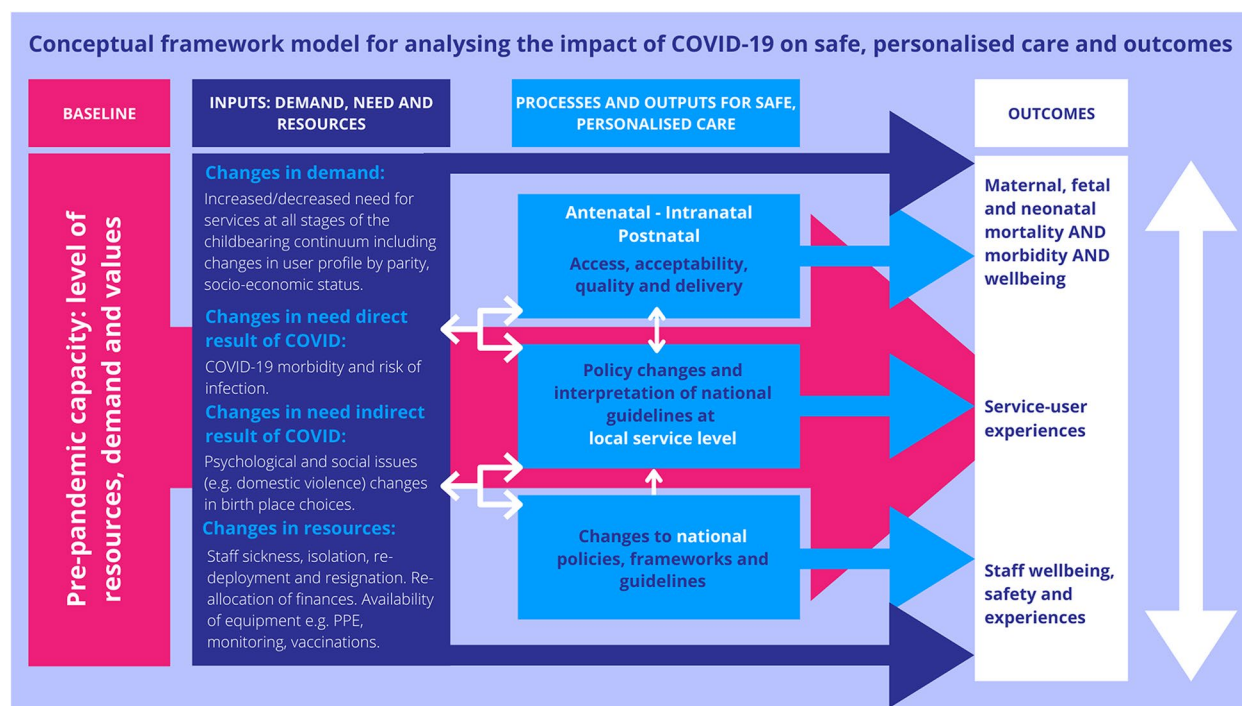 Conceptual framework model for analysing the impact of COVID-19 on safe, personalised care and outcomes
BASELINE
Pre-pandemic capacity: level of
resources, demand and values
INPUTS: DEMAND, NEED AND
RESOURCES
Changes in demand:
Increased/decreased need for
services at all stages of the
childbearing continuum including
changes in user profile by parity,
socio-economic status.
Changes in need direct
result of COVID:
COVID-19 morbidity and risk of
infection.
Changes in need indirect
result of COVID:
Psychological and social issues
(e.g. domestic violence) changes
in birth place choices.
Changes in resources:
Staff sickness, isolation, re-
deployment and resignation. Re-
allocation of finances. Availability
of equipment e.g. PPE,
monitoring, vaccinations.
PROCESSES AND OUTPUTS FOR SAFE,
PERSONALISED CARE
Antenatal - Intranatal
Postnatal
Access, acceptability,
quality and delivery
Policy changes and
interpretation of national
guidelines at
local service level
Changes to national
policies, frameworks and
guidelines
OUTCOMES
Maternal, fetal
and neonatal
mortality AND
morbidity AND
wellbeing
Service-user
experiences
Staff wellbeing,
safety and
experiences